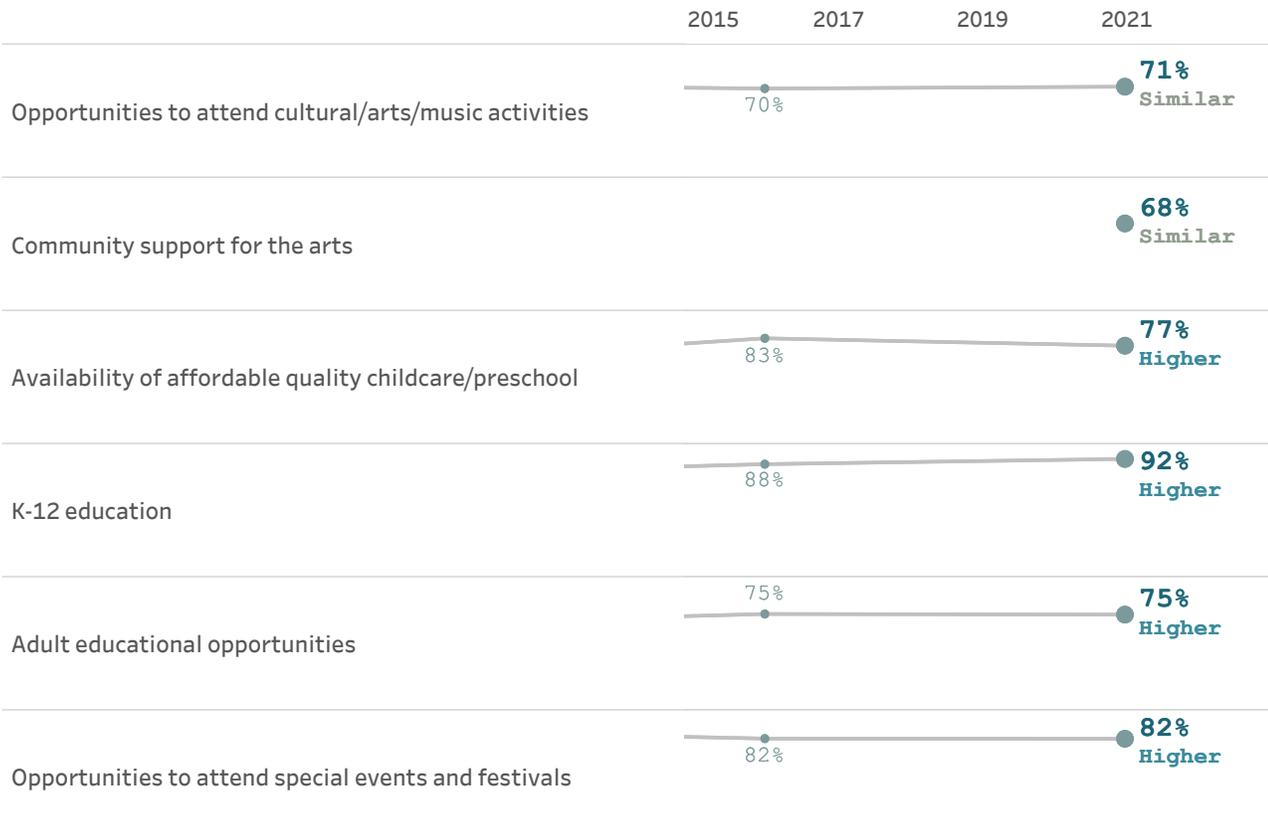 2015 2017 2019 2021
71%
Opportunities to attend cultural/arts/music activities 70% Similar
68%
Community support for the arts Similar
77%
83% Higher
Availability of affordable quality childcare/preschool
92%
88% Higher
K-12 education
75% 75%
Adult educational opportunities Higher
82%
82% Higher
Opportunities to attend special events and festivals